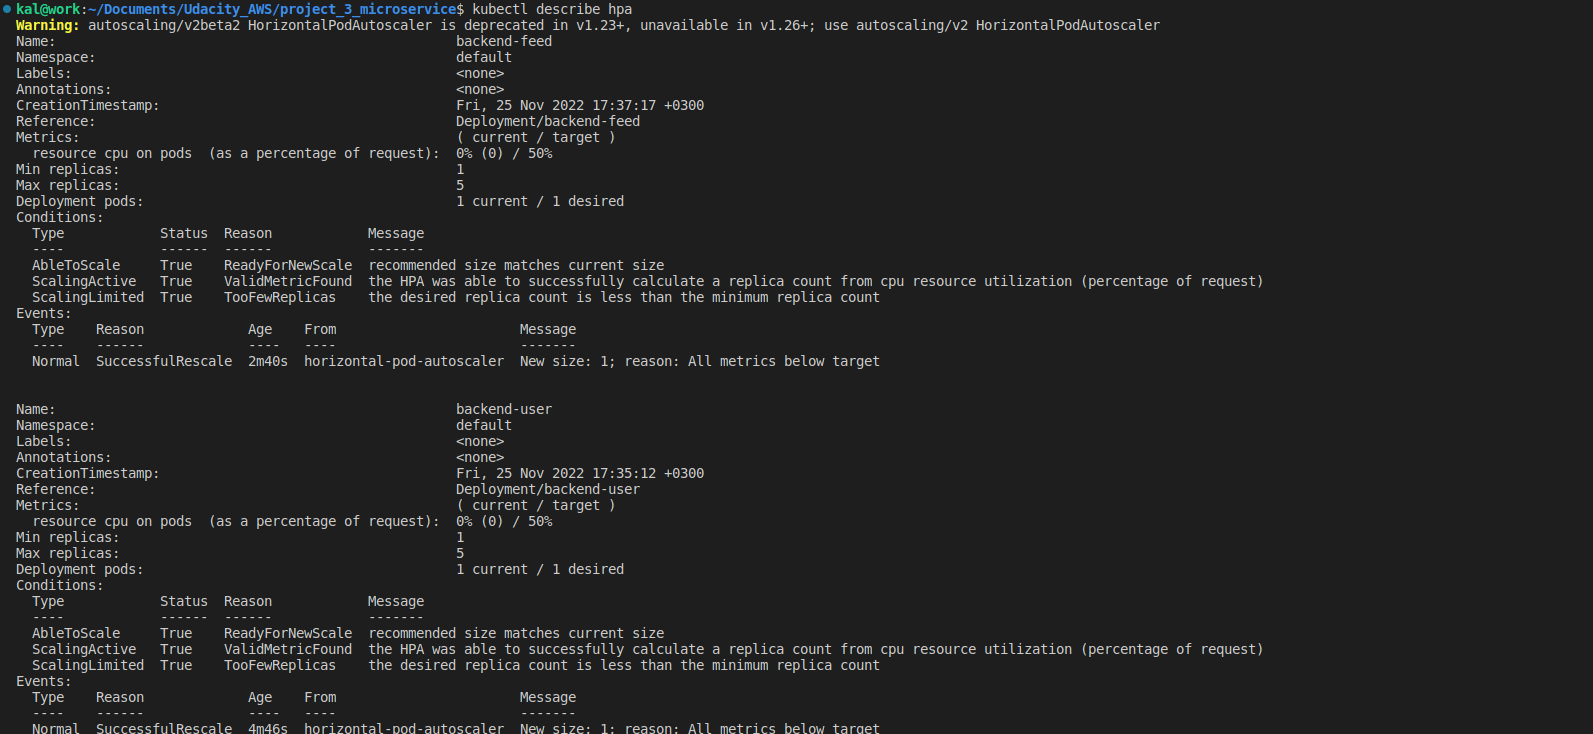 kal@work:~/Documents/Udacity_AWS/project_3_microservice$ kubectl describe hpa
Warning: autoscaling/v2beta2 HorizontalPodAutoscaler is deprecated in v1.23+, unavailable in v1.26+; use autoscaling/v2 HorizontalPodAutoscaler
Name:                                                  backend-feed
Namespace:                                             default
Labels:                                                <none>
Annotations:                                           <none>
CreationTimestamp:                                     Fri, 25 Nov 2022 17:37:17 +0300
Reference:                                             Deployment/backend-feed
Metrics:                                               ( current / target )
  resource cpu on pods  (as a percentage of request):  0% (0) / 50%
Min replicas:                                          1
Max replicas:                                          5
Deployment pods:                                       1 current / 1 desired
Conditions:
  Type            Status  Reason            Message
  ----            ------  ------            -------
  AbleToScale     True    ReadyForNewScale  recommended size matches current size
  ScalingActive   True    ValidMetricFound  the HPA was able to successfully calculate a replica count from cpu resource utilization (percentage of request)
  ScalingLimited  True    TooFewReplicas    the desired replica count is less than the minimum replica count
Events:
  Type    Reason             Age    From                       Message
  ----    ------             ----   ----                       -------
  Normal  SuccessfulRescale  2m40s  horizontal-pod-autoscaler  New size: 1; reason: All metrics below target
Name:                                                  backend-user
Namespace:                                             default
Labels:                                                <none>
Annotations:                                           <none>
CreationTimestamp:                                     Fri, 25 Nov 2022 17:35:12 +0300
Reference:                                             Deployment/backend-user
Metrics:                                               ( current / target )
  resource cpu on pods  (as a percentage of request):  0% (0) / 50%
Min replicas:                                          1
Max replicas:                                          5
Deployment pods:                                       1 current / 1 desired
Conditions:
  Type            Status  Reason            Message
  ----            ------  ------            -------
  AbleToScale     True    ReadyForNewScale  recommended size matches current size
  ScalingActive   True    ValidMetricFound  the HPA was able to successfully calculate a replica count from cpu resource utilization (percentage of request)
  ScalingLimited  True    TooFewReplicas    the desired replica count is less than the minimum replica count
Events:
  Type    Reason             Age    From                       Message
  ----    ------             ----   ----                       -------
  Normal  SuccessfulRescale  4m46s  horizontal-pod-autoscaler  New size: 1; reason: All metrics below target